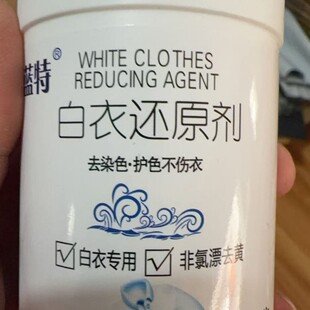 蓝特®
WHITE CLOTHES
REDUCING AGENT
白衣还原剂
去染色·护色不伤衣
白衣专用 非氯漂去黄